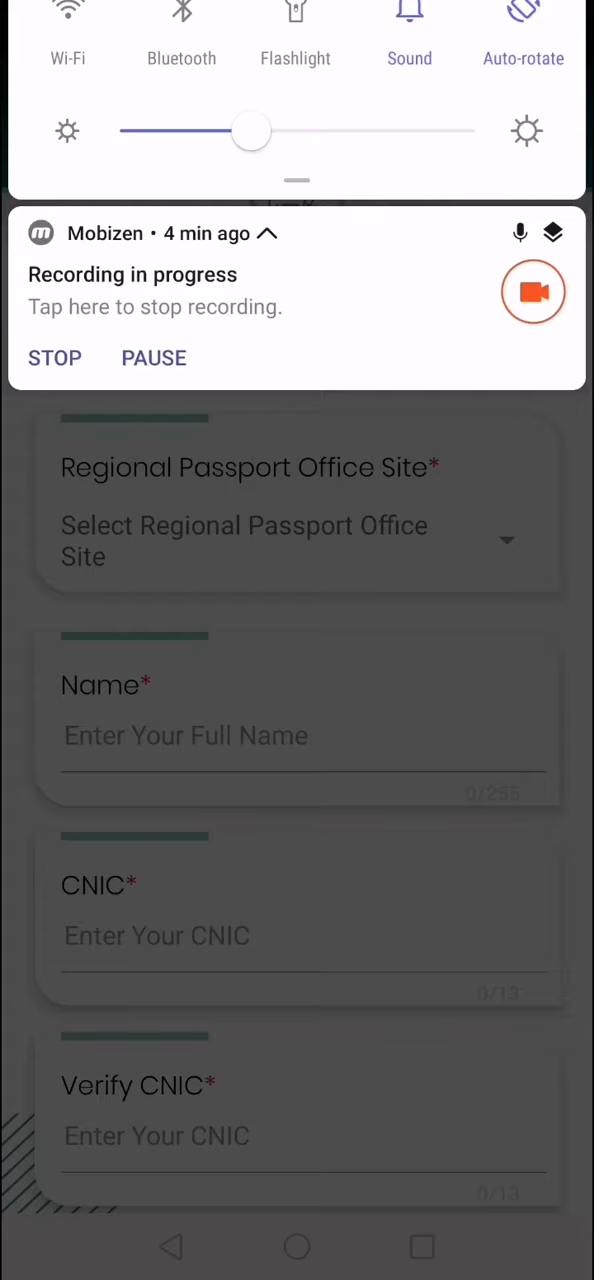 Wi-Fi Bluetooth Flashlight Sound Auto-rotate
Mobizen • 4 min ago
Recording in progress
Tap here to stop recording.
STOP PAUSE
Regional Passport Office Site*
Select Regional Passport Office
Site
Name*
Enter Your Full Name
0/255
CNIC*
Enter Your CNIC
0/13
Verify CNIC*
Enter Your CNIC
0/13